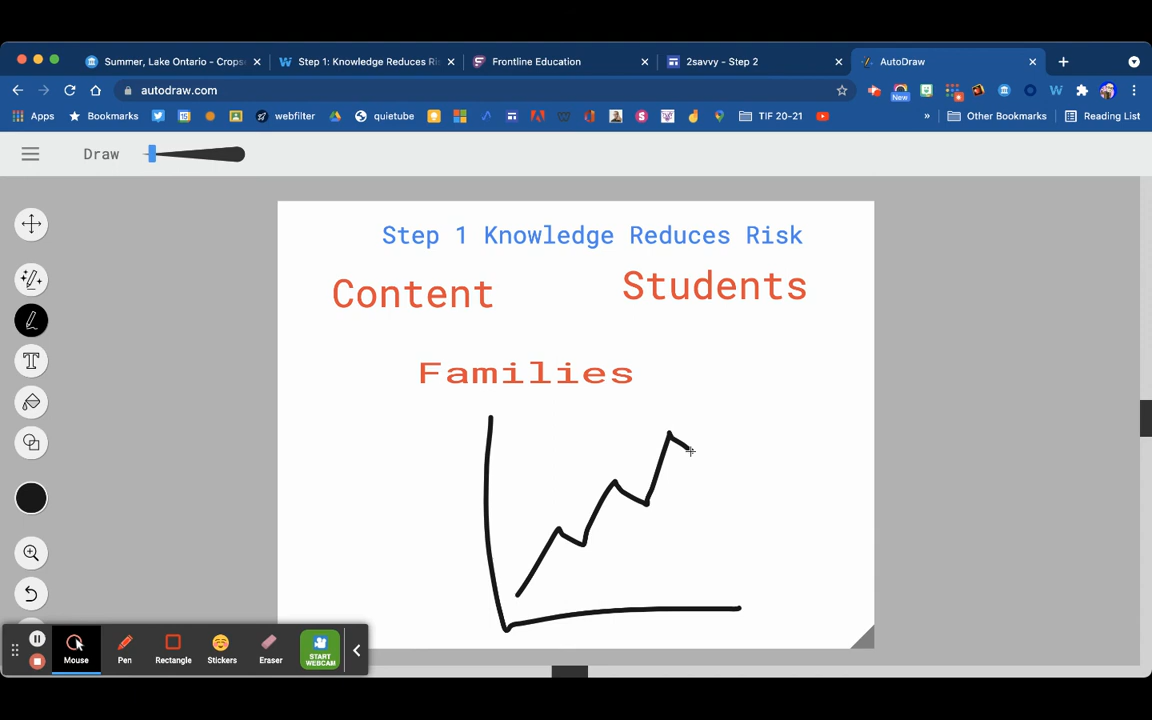 Summer, Lake Ontario - Crops
Step 1: Knowledge Reduces Ri
Frontline Education
2savvy - Step 2
AutoDraw
autodraw.com
New
Apps
Bookmarks
15
webfilter
quietube
TIF 20-21
»
Other Bookmarks
Reading List
Draw
Step 1 Knowledge Reduces Risk
Content
Students
Families
T
Mouse
Pen
Rectangle
Stickers
Eraser
START
WEBCAM